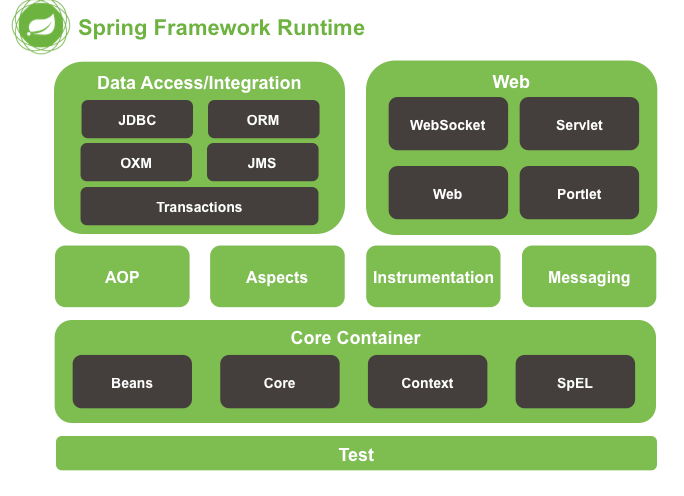 Spring Framework Runtime
Data Access/Integration
JDBC
ORM
OXM
JMS
Transactions
Web
WebSocket
Servlet
Web
Portlet
AOP
Aspects
Instrumentation
Messaging
Core Container
Beans
Core
Context
SpEL
Test